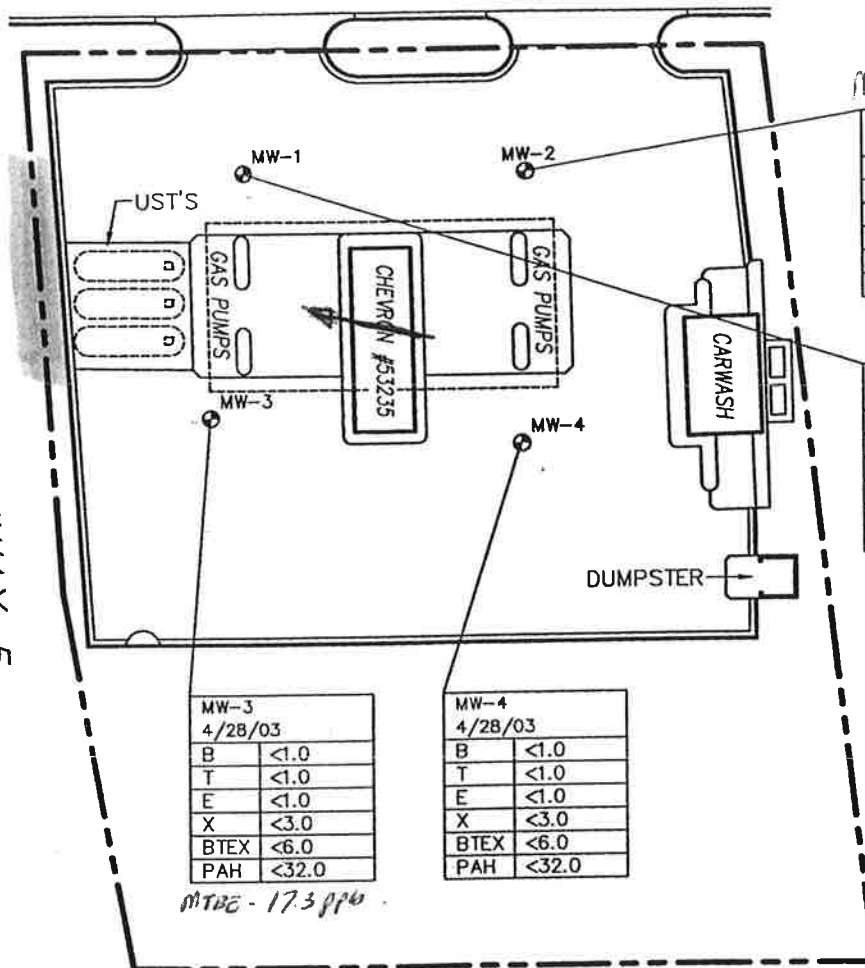 MW-1
MW-2
UST'S
GAS PUMPS
CHEVRON #53235
GAS PUMPS
CARWASH
MW-3
MW-4
DUMPSTER
MW-3
4/28/03
B <1.0
T <1.0
E <1.0
X <3.0
BTEX <6.0
PAH <32.0
MTBE - 17.3 ppb
MW-4
4/28/03
B <1.0
T <1.0
E <1.0
X <3.0
BTEX <6.0
PAH <32.0